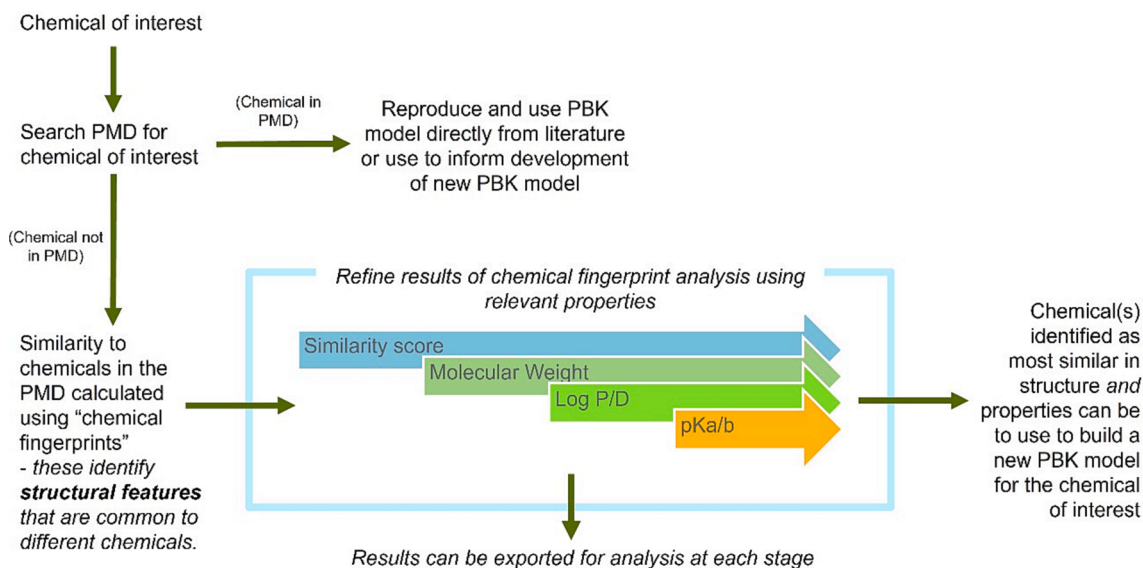 Chemical of interest
Search PMD for
chemical of interest
(Chemical in
PMD)
Reproduce and use PBK
model directly from literature
or use to inform development
of new PBK model
(Chemical not
in PMD)
Similarity to
chemicals in the
PMD calculated
using “chemical
fingerprints”
- these identify
structural features
that are common to
different chemicals.
Refine results of chemical fingerprint analysis using
relevant properties
Similarity score
Molecular Weight
Log P/D
pKa/b
Results can be exported for analysis at each stage
Chemical(s)
identified as
most similar in
structure and
properties can be
to use to build a
new PBK model
for the chemical
of interest